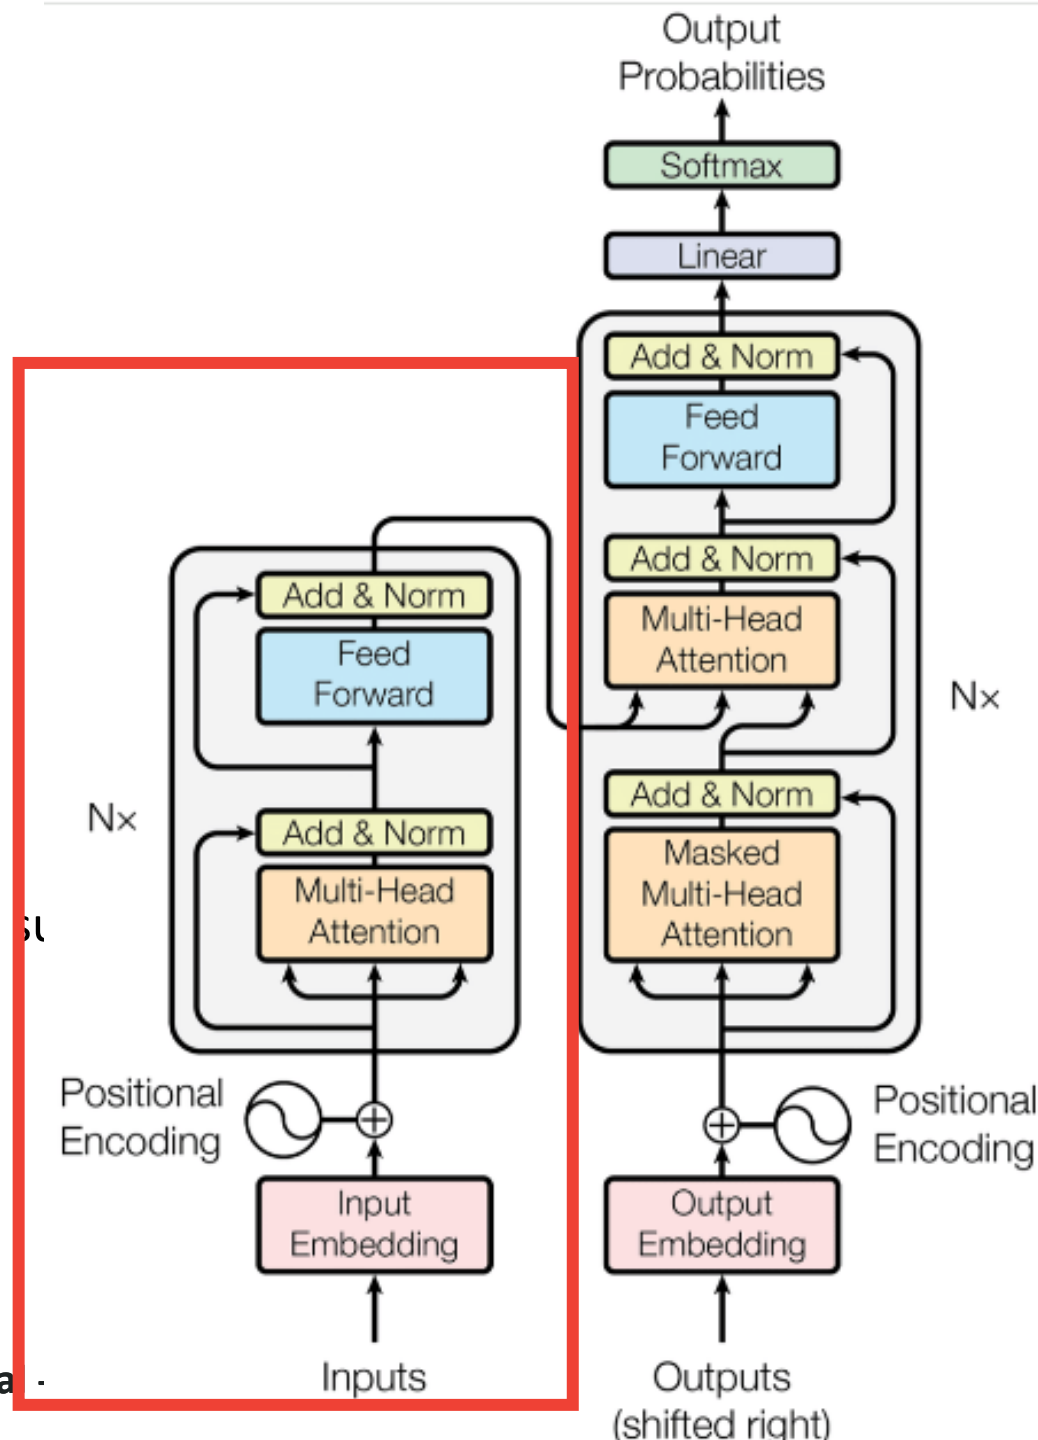 Output
Probabilities
Softmax
Linear
Add & Norm
Feed
Forward
Add & Norm
Multi-Head
Attention
Nx
Add & Norm
Masked
Multi-Head
Attention
Add & Norm
Feed
Forward
Nx
Add & Norm
Multi-Head
Attention
Positional
Encoding
Positional
Encoding
Input
Embedding
Output
Embedding
Inputs
Outputs
(shifted right)